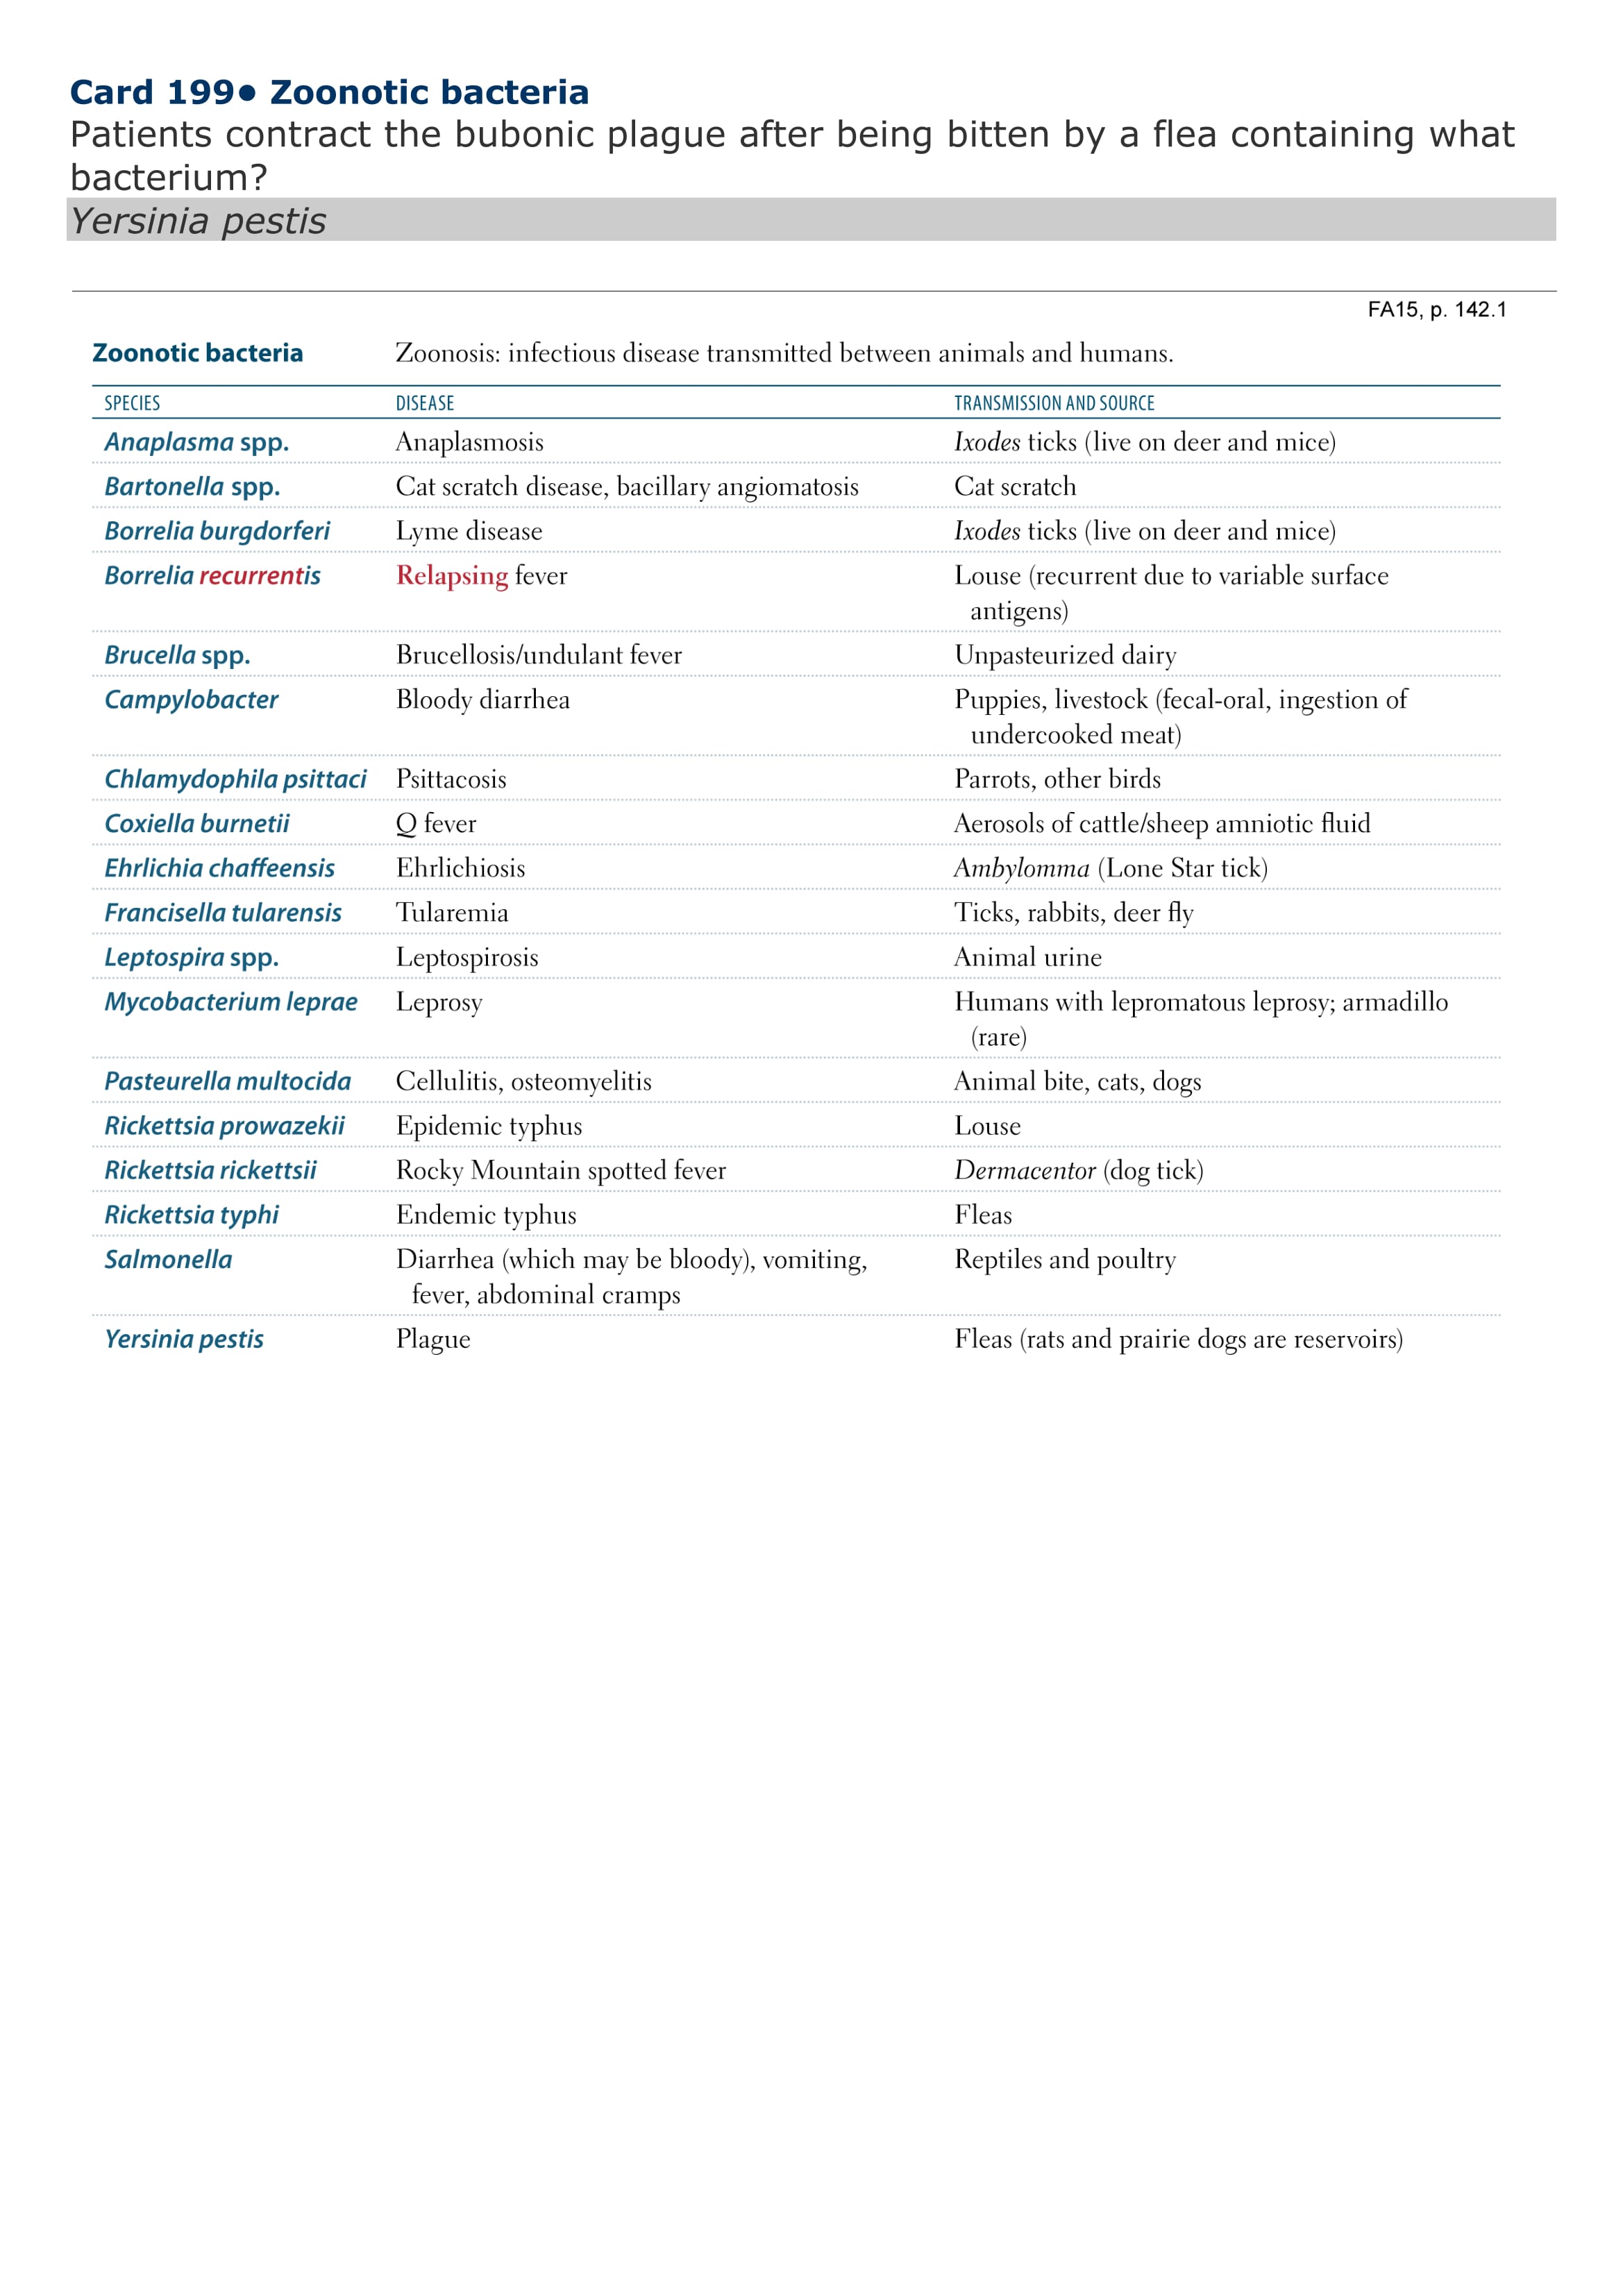 Card 199• Zoonotic bacteria
Patients contract the bubonic plague after being bitten by a flea containing what
bacterium?
Yersinia pestis
FA15, p. 142.1
Zoonotic bacteria Zoonosis: infectious disease transmitted between animals and humans.
SPECIES DISEASE TRANSMISSION AND SOURCE
Anaplasma spp. Anaplasmosis Ixodes ticks (live on deer and mice)
Bartonella spp. Cat scratch disease, bacillary angiomatosis Cat scratch
Borrelia burgdorferi Lyme disease Ixodes ticks (live on deer and mice)
Borrelia recurrentis Relapsing fever Louse (recurrent due to variable surface
antigens)
Brucella spp. Brucellosis/undulant fever Unpasteurized dairy
Campylobacter Bloody diarrhea Puppies, livestock (fecal-oral, ingestion of
undercooked meat)
Chlamydophila psittaci Psittacosis Parrots, other birds
Coxiella burnetii Q fever Aerosols of cattle/sheep amniotic fluid
Ehrlichia chaffeensis Ehrlichiosis Ambylomma (Lone Star tick)
Francisella tularensis Tularemia Ticks, rabbits, deer fly
Leptospira spp. Leptospirosis Animal urine
Mycobacterium leprae Leprosy Humans with lepromatous leprosy; armadillo
(rare)
Pasteurella multocida Cellulitis, osteomyelitis Animal bite, cats, dogs
Rickettsia prowazekii Epidemic typhus Louse
Rickettsia rickettsii Rocky Mountain spotted fever Dermacentor (dog tick)
Rickettsia typhi Endemic typhus Fleas
Salmonella Diarrhea (which may be bloody), vomiting, Reptiles and poultry
fever, abdominal cramps
Yersinia pestis Plague Fleas (rats and prairie dogs are reservoirs)